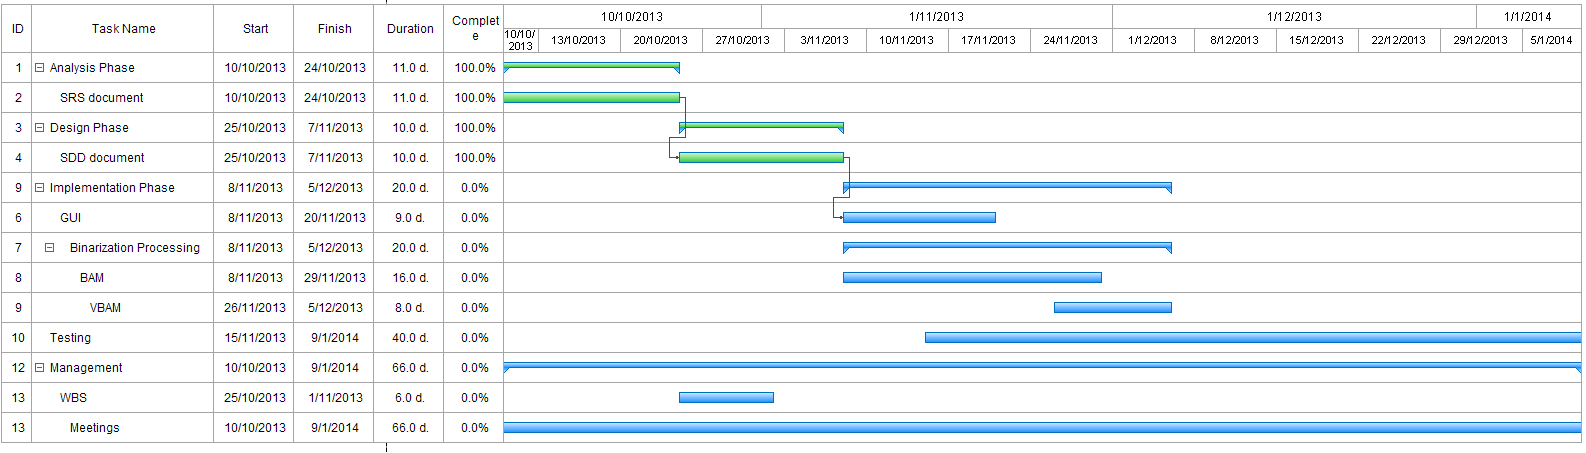 ID Task Name Start Finish Duration Complet
e
10/10/2013 1/11/2013 1/12/2013 1/1/2014
10/10/
2013 13/10/2013 20/10/2013 27/10/2013 3/11/2013 10/11/2013 17/11/2013 24/11/2013 1/12/2013 8/12/2013 15/12/2013 22/12/2013 29/12/2013 5/1/2014
1 Analysis Phase 10/10/2013 24/10/2013 11.0 d. 100.0%
2 SRS document 10/10/2013 24/10/2013 11.0 d. 100.0%
3 Design Phase 25/10/2013 7/11/2013 10.0 d. 100.0%
4 SDD document 25/10/2013 7/11/2013 10.0 d. 100.0%
9 Implementation Phase 8/11/2013 5/12/2013 20.0 d. 0.0%
6 GUI 8/11/2013 20/11/2013 9.0 d. 0.0%
7 Binarization Processing 8/11/2013 5/12/2013 20.0 d. 0.0%
8 BAM 8/11/2013 29/11/2013 16.0 d. 0.0%
9 VBAM 26/11/2013 5/12/2013 8.0 d. 0.0%
10 Testing 15/11/2013 9/1/2014 40.0 d. 0.0%
12 Management 10/10/2013 9/1/2014 66.0 d. 0.0%
13 WBS 25/10/2013 1/11/2013 6.0 d. 0.0%
13 Meetings 10/10/2013 9/1/2014 66.0 d. 0.0%